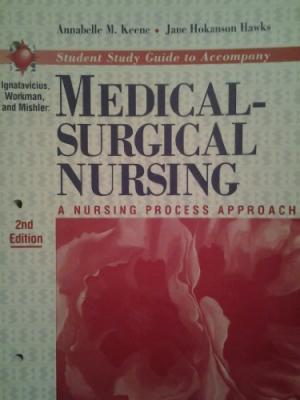 Annabelle M. Keene • Jane Hokanson Hawks
Student Study Guide to Accompany
Ignatavicius,
Workman,
and Mishler:
MEDICAL-
SURGICAL
NURSING
A NURSING PROCESS APPROACH
2nd
Edition